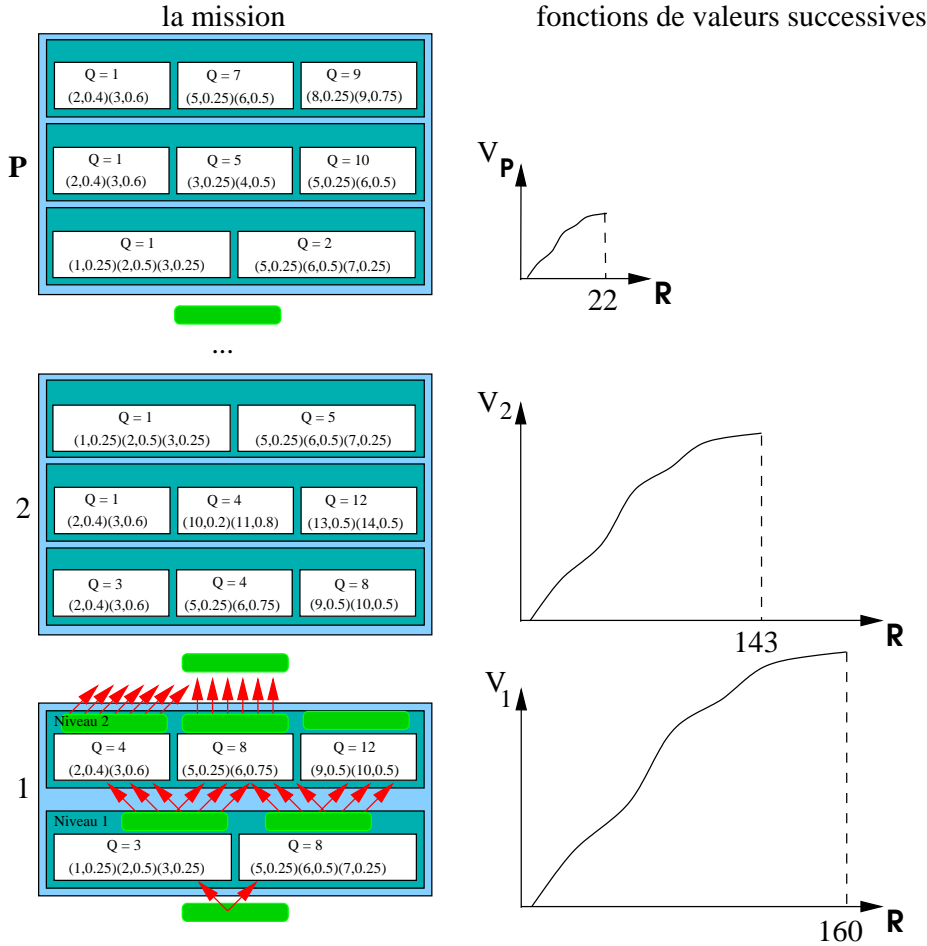 la mission
fonctions de valeurs successives
Q = 1
(2,0.4)(3,0.6)
Q = 7
(5,0.25)(6,0.5)
Q = 9
(8,0.25)(9,0.75)
P
Q = 1
(2,0.4)(3,0.6)
Q = 5
(3,0.25)(4,0.5)
Q = 10
(5,0.25)(6,0.5)
Q = 1
(1,0.25)(2,0.5)(3,0.25)
Q = 2
(5,0.25)(6,0.5)(7,0.25)
V P
22
R
...
Q = 1
(1,0.25)(2,0.5)(3,0.25)
Q = 5
(5,0.25)(6,0.5)(7,0.25)
2
Q = 1
(2,0.4)(3,0.6)
Q = 4
(10,0.2)(11,0.8)
Q = 12
(13,0.5)(14,0.5)
Q = 3
(2,0.4)(3,0.6)
Q = 4
(5,0.25)(6,0.75)
Q = 8
(9,0.5)(10,0.5)
V 2
143
R
1
Niveau 2
Q = 4
(2,0.4)(3,0.6)
Q = 8
(5,0.25)(6,0.75)
Q = 12
(9,0.5)(10,0.5)
Niveau 1
Q = 3
(1,0.25)(2,0.5)(3,0.25)
Q = 8
(5,0.25)(6,0.5)(7,0.25)
V 1
160
R